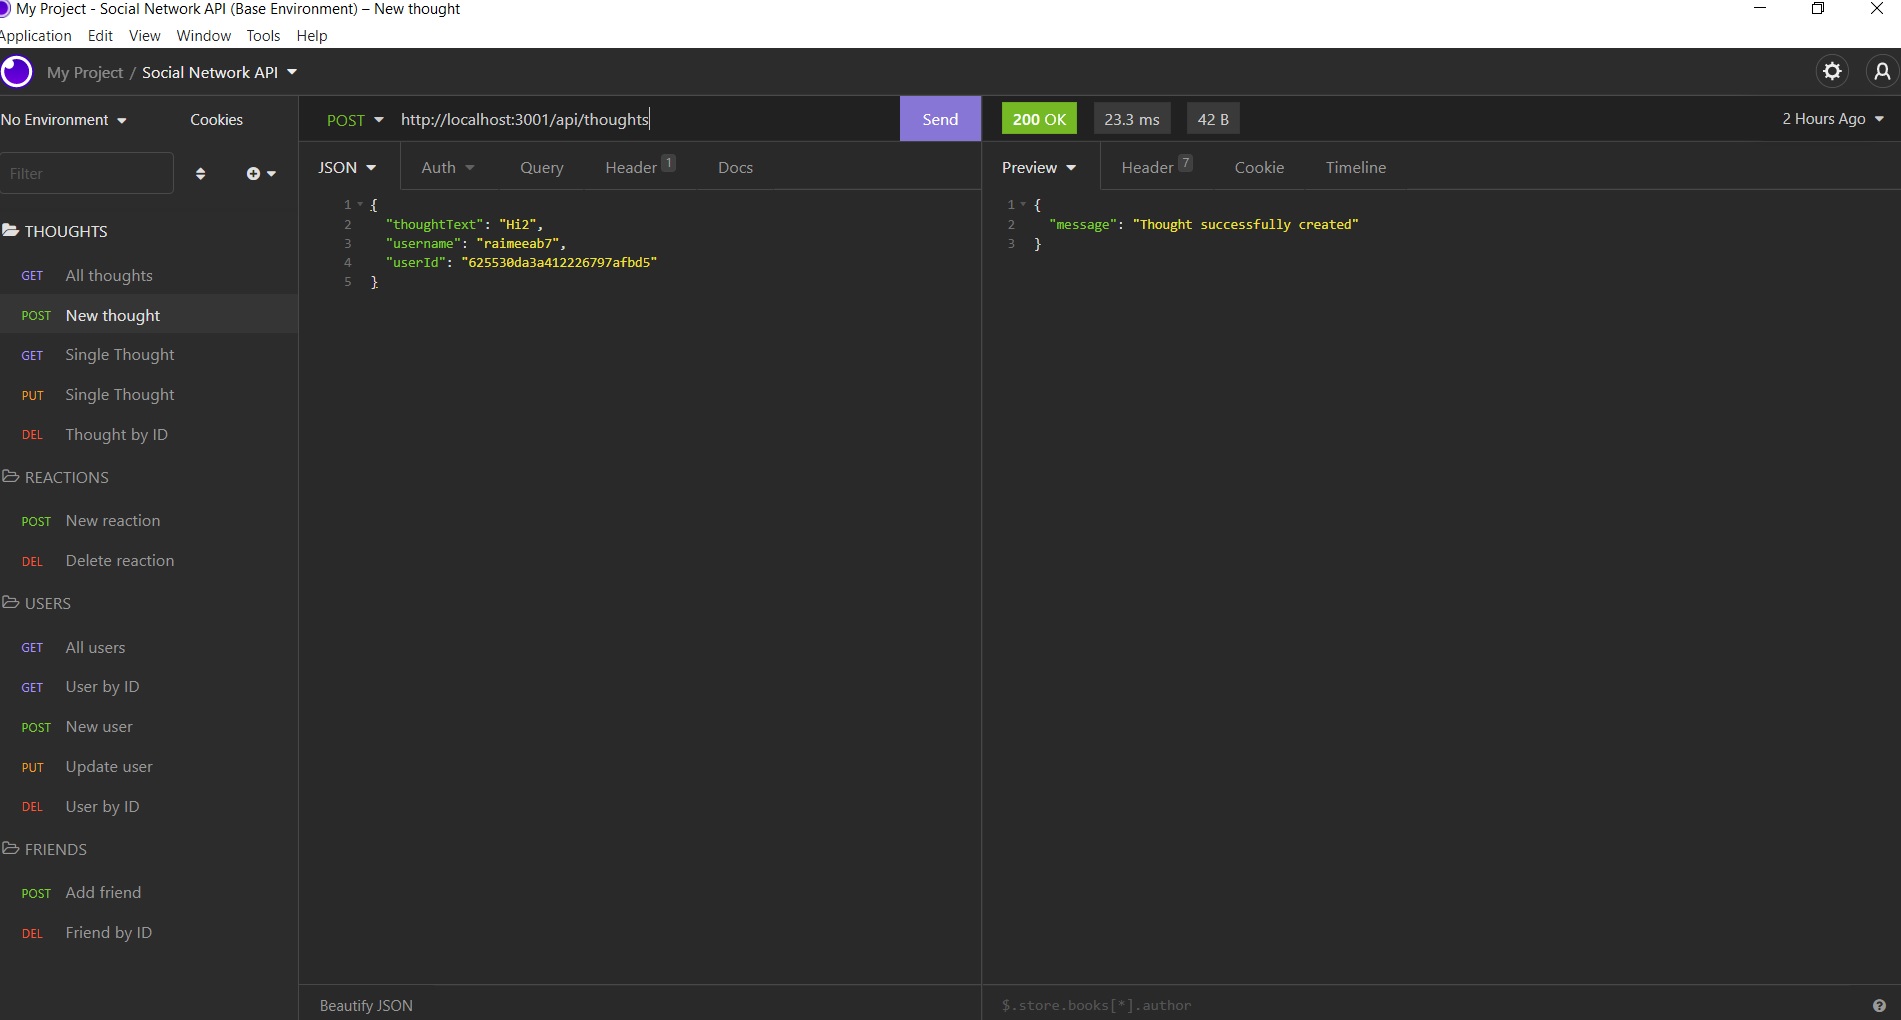 My Project - Social Network API (Base Environment) – New thought
Application Edit View Window Tools Help
My Project / Social Network API
No Environment Cookies
POST http://localhost:3001/api/thoughts Send
200 OK 23.3 ms 42 B 2 Hours Ago
Filter
JSON Auth Query Header 1 Docs
Preview Header 7 Cookie Timeline
THOUGHTS
GET All thoughts
POST New thought
GET Single Thought
PUT Single Thought
DEL Thought by ID
REACTIONS
POST New reaction
DEL Delete reaction
USERS
GET All users
GET User by ID
POST New user
PUT Update user
DEL User by ID
FRIENDS
POST Add friend
DEL Friend by ID
1 {
2 "thoughtText": "Hi2",
3 "username": "raimeeab7",
4 "userId": "625530da3a412226797afbd5"
5 }
1 {
2 "message": "Thought successfully created"
3 }
Beautify JSON
$.store.books[*].author